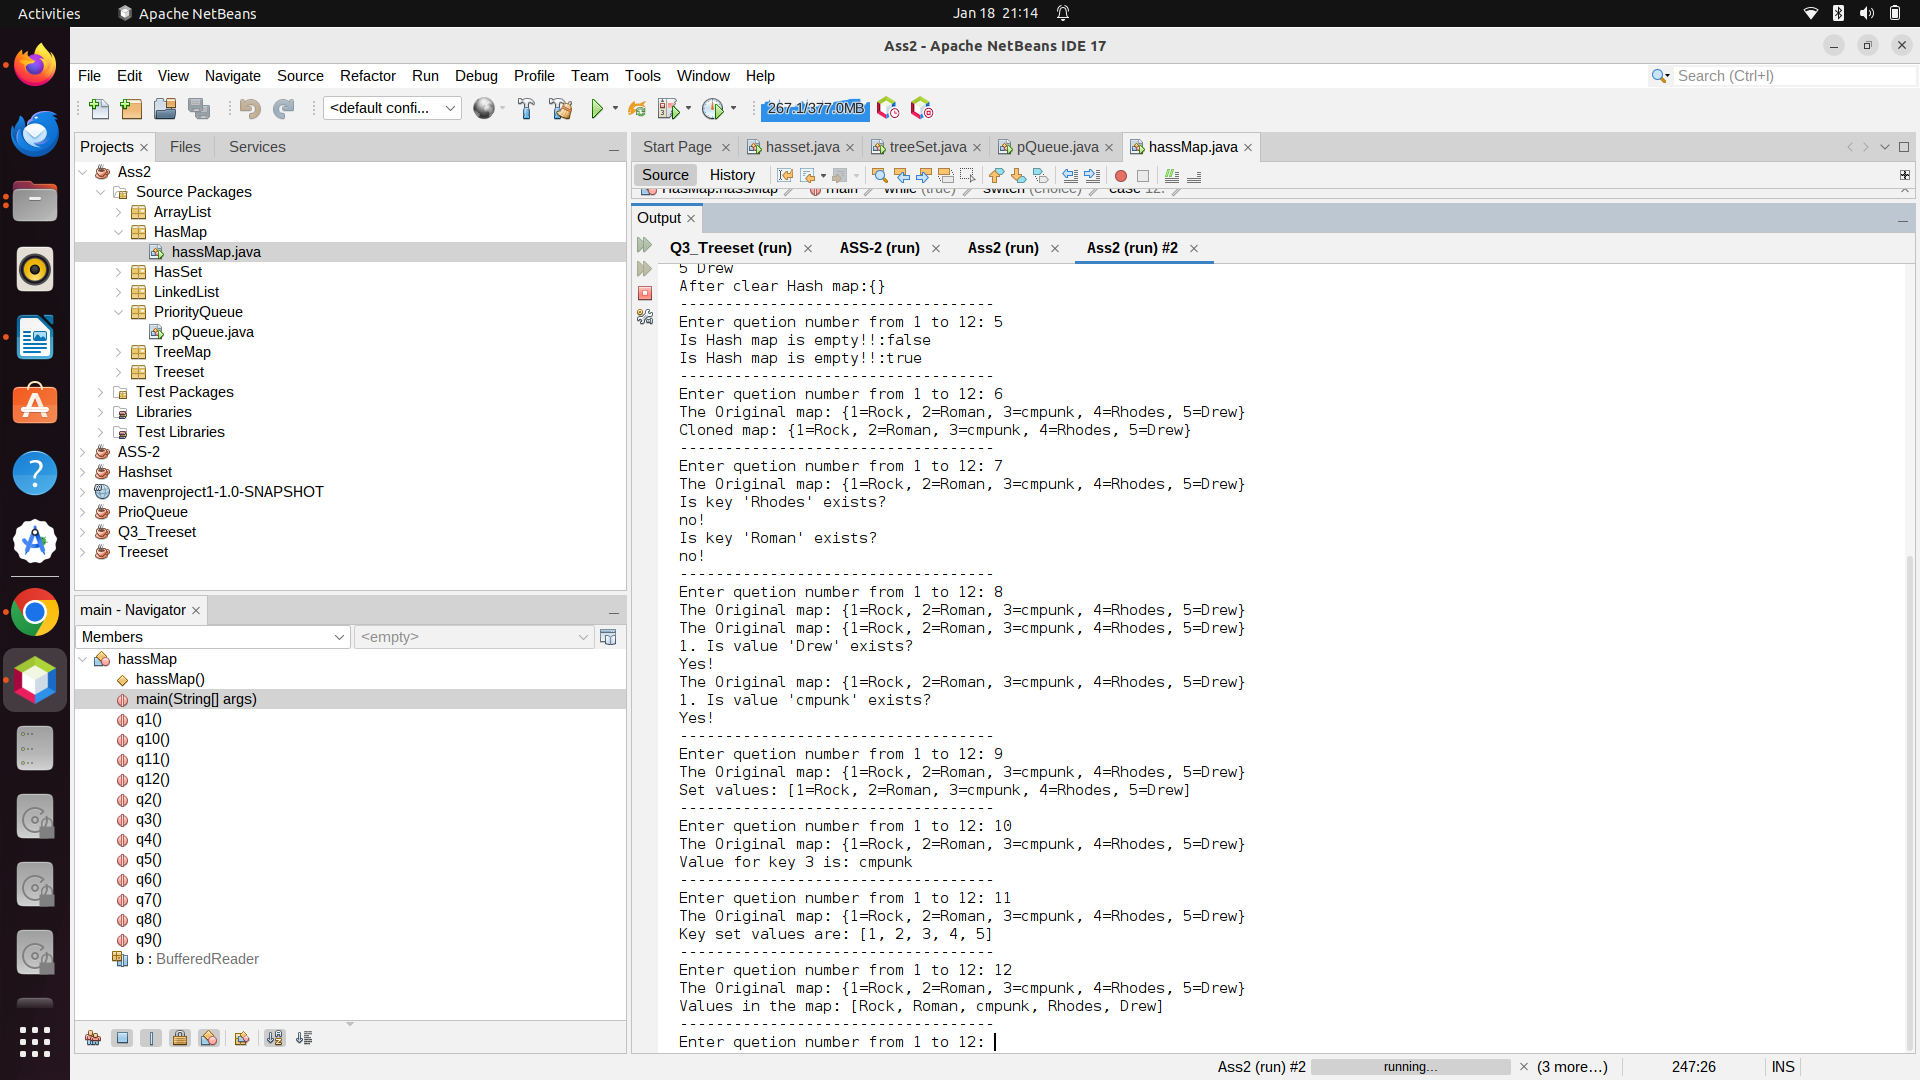 Activities
Apache NetBeans
Jan 18 21:14
Ass2 - Apache NetBeans IDE 17
File Edit View Navigate Source Refactor Run Debug Profile Team Tools Window Help
Search (Ctrl+I)
<default confi...
267.1/377.0MB
Projects
Files
Services
Ass2
Source Packages
ArrayList
HasMap
hassMap.java
HasSet
LinkedList
PriorityQueue
pQueue.java
TreeMap
Treeset
Test Packages
Libraries
Test Libraries
ASS-2
Hashset
mavenproject1-1.0-SNAPSHOT
PrioQueue
Q3_Treeset
Treeset
main - Navigator
Members
<empty>
hassMap
hassMap()
main(String[] args)
q1()
q10()
q11()
q12()
q2()
q3()
q4()
q5()
q6()
q7()
q8()
q9()
b : BufferedReader
Start Page
hasset.java
treeSet.java
pQueue.java
hassMap.java
Source
History
HasMap.hassMap
main
while (true)
switch (choice)
case 12:
Output
Q3_Treeset (run)
ASS-2 (run)
Ass2 (run)
Ass2 (run) #2
5 Drew
After clear Hash map:{}
-----------------------------------
Enter quetion number from 1 to 12: 5
Is Hash map is empty!!:false
Is Hash map is empty!!:true
-----------------------------------
Enter quetion number from 1 to 12: 6
The Original map: {1=Rock, 2=Roman, 3=cmpunk, 4=Rhodes, 5=Drew}
Cloned map: {1=Rock, 2=Roman, 3=cmpunk, 4=Rhodes, 5=Drew}
-----------------------------------
Enter quetion number from 1 to 12: 7
The Original map: {1=Rock, 2=Roman, 3=cmpunk, 4=Rhodes, 5=Drew}
Is key 'Rhodes' exists?
no!
Is key 'Roman' exists?
no!
-----------------------------------
Enter quetion number from 1 to 12: 8
The Original map: {1=Rock, 2=Roman, 3=cmpunk, 4=Rhodes, 5=Drew}
The Original map: {1=Rock, 2=Roman, 3=cmpunk, 4=Rhodes, 5=Drew}
1. Is value 'Drew' exists?
Yes!
The Original map: {1=Rock, 2=Roman, 3=cmpunk, 4=Rhodes, 5=Drew}
1. Is value 'cmpunk' exists?
Yes!
-----------------------------------
Enter quetion number from 1 to 12: 9
The Original map: {1=Rock, 2=Roman, 3=cmpunk, 4=Rhodes, 5=Drew}
Set values: [1=Rock, 2=Roman, 3=cmpunk, 4=Rhodes, 5=Drew]
-----------------------------------
Enter quetion number from 1 to 12: 10
The Original map: {1=Rock, 2=Roman, 3=cmpunk, 4=Rhodes, 5=Drew}
Value for key 3 is: cmpunk
-----------------------------------
Enter quetion number from 1 to 12: 11
The Original map: {1=Rock, 2=Roman, 3=cmpunk, 4=Rhodes, 5=Drew}
Key set values are: [1, 2, 3, 4, 5]
-----------------------------------
Enter quetion number from 1 to 12: 12
The Original map: {1=Rock, 2=Roman, 3=cmpunk, 4=Rhodes, 5=Drew}
Values in the map: [Rock, Roman, cmpunk, Rhodes, Drew]
-----------------------------------
Enter quetion number from 1 to 12:
Ass2 (run) #2
running...
(3 more...)
247:26
INS